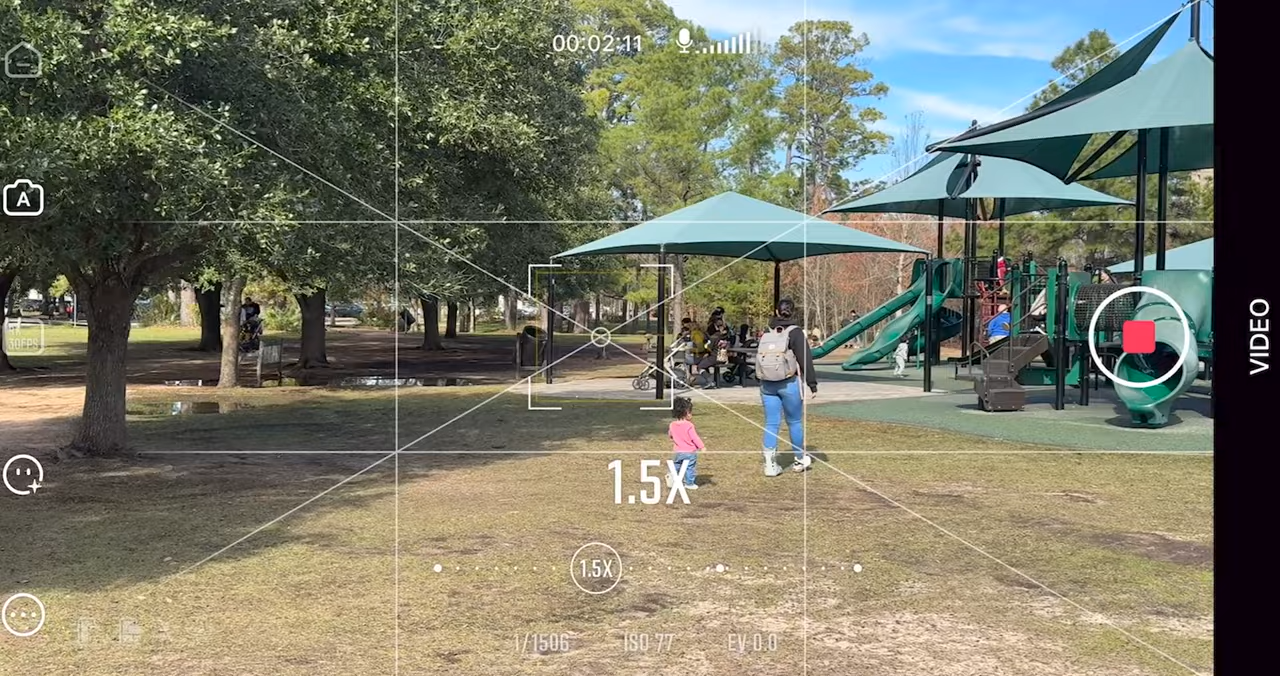 00:02:11
A
30FPS
1.5X
1.5X
1/1506 ISO 77 EV 0.0
VIDEO